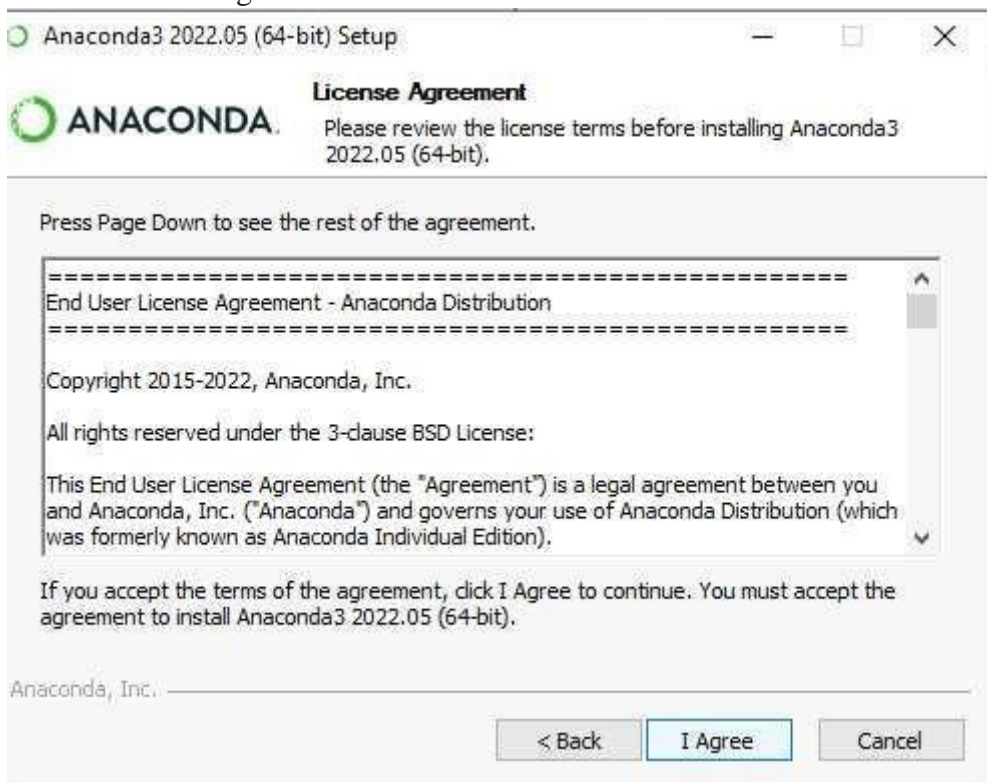 Anaconda3 2022.05 (64-bit) Setup
ANACONDA.
License Agreement
Please review the license terms before installing Anaconda3
2022.05 (64-bit).
Press Page Down to see the rest of the agreement.
==================================================
End User License Agreement - Anaconda Distribution
==================================================
Copyright 2015-2022, Anaconda, Inc.
All rights reserved under the 3-clause BSD License:
This End User License Agreement (the "Agreement") is a legal agreement between you
and Anaconda, Inc. ("Anaconda") and governs your use of Anaconda Distribution (which
was formerly known as Anaconda Individual Edition).
If you accept the terms of the agreement, click I Agree to continue. You must accept the
agreement to install Anaconda3 2022.05 (64-bit).
Anaconda, Inc.
< Back
I Agree
Cancel